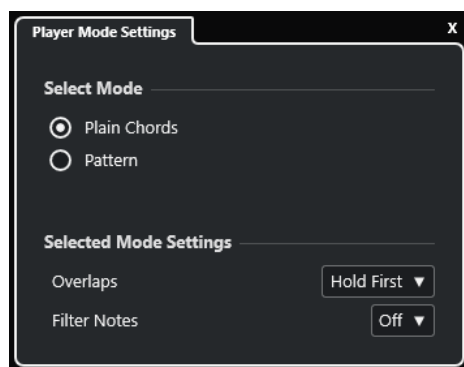 Player Mode Settings X
Select Mode
Plain Chords
Pattern
Selected Mode Settings
Overlaps Hold First
Filter Notes Off